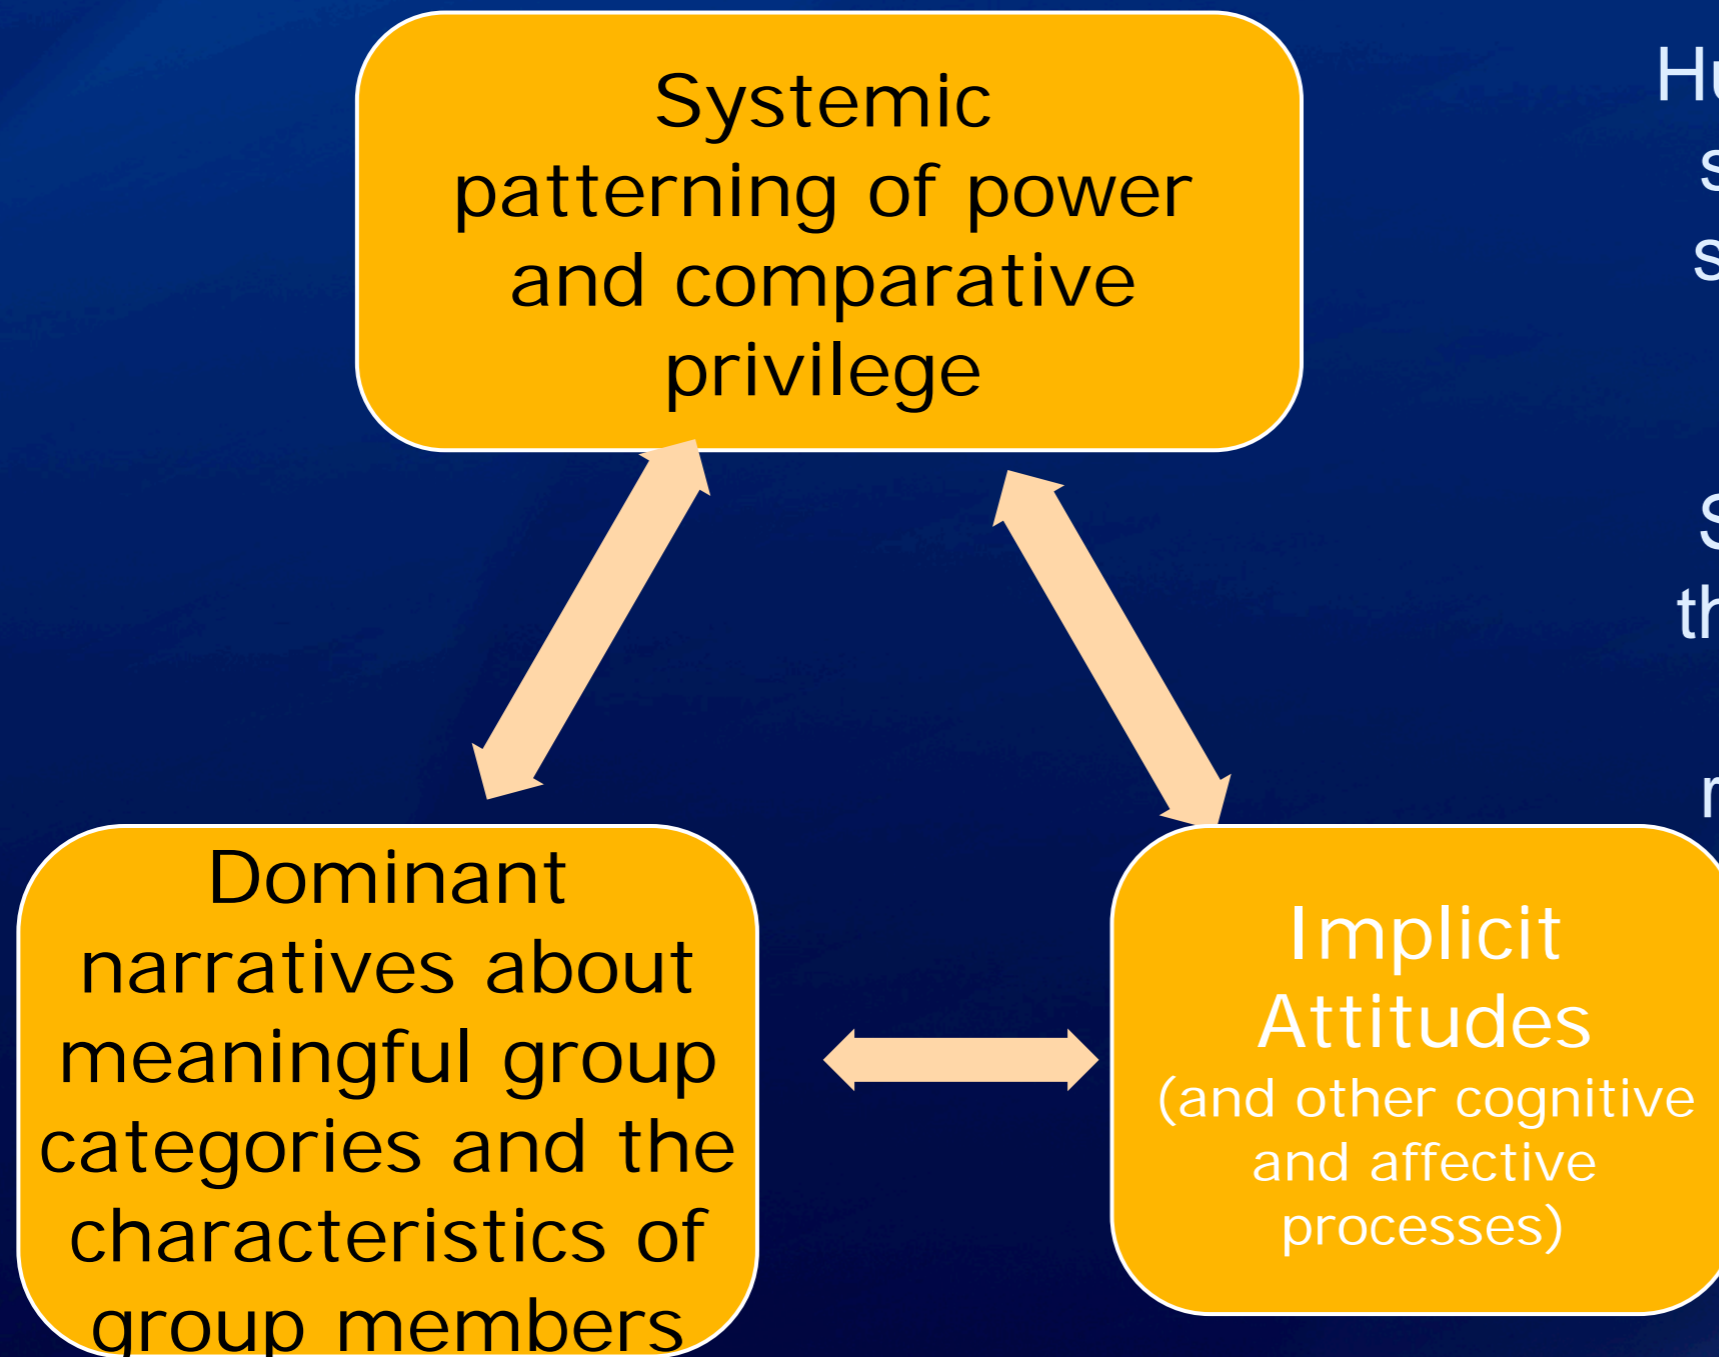 Systemic
patterning of power
and comparative
privilege
Dominant
narratives about
meaningful group
categories and the
characteristics of
group members
Implicit
Attitudes
(and other cognitive
and affective
processes)